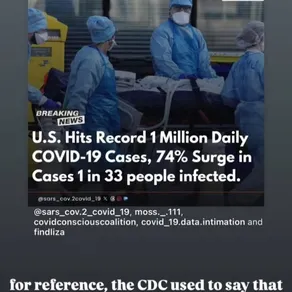 BREAKING
NEWS
U.S. Hits Record 1 Million Daily
COVID-19 Cases, 74% Surge in
Cases 1 in 33 people infected.
@sars_cov.2covid_19
@sars_cov.2_covid_19, moss._.111,
covidconsciouscoalition, covid_19.data.intimation and
findliza
for reference, the CDC used to say that